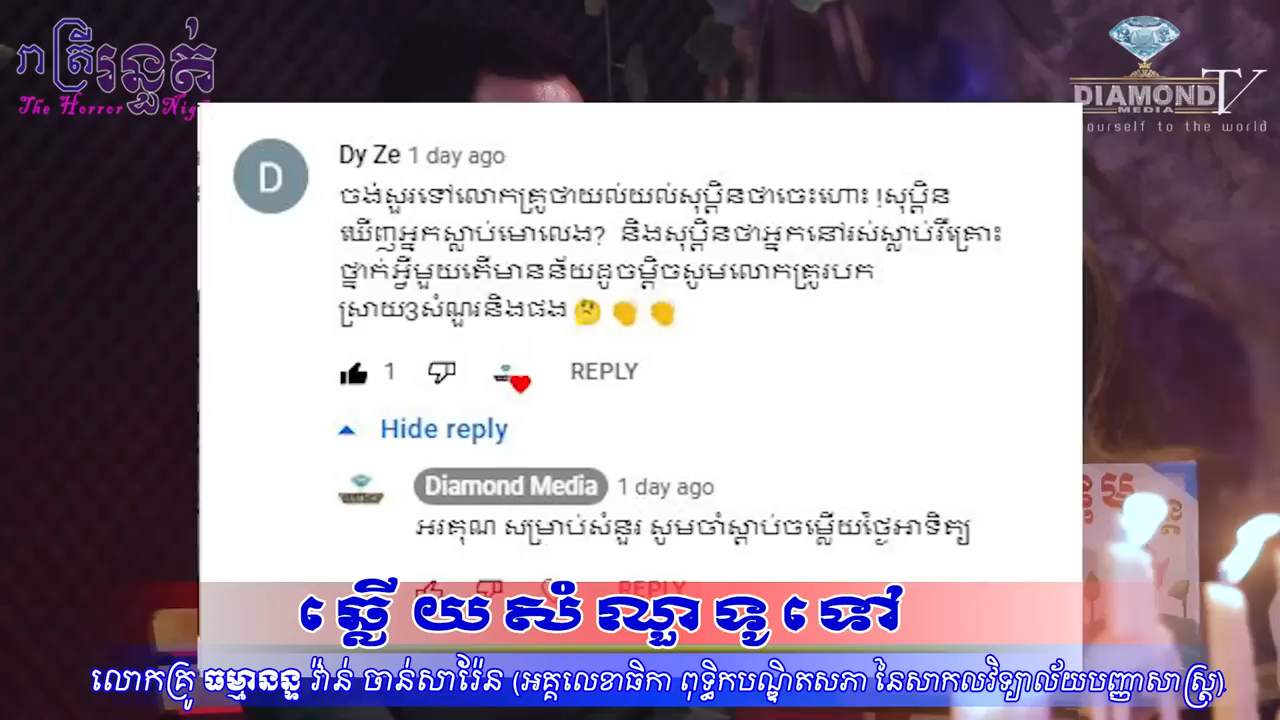 រាត្រីរន្ធត់
The Horror Nig
DIAMOND TV
MEDIA
ourself to the world
D
Dy Ze 1 day ago
ចង់សួរទៅលោកគ្រូថាយល់យល់សុប្តិនថាចេះហោះ !សុប្តិន
ឃើញអ្នកស្លាប់មោលេង? និងសុប្តិនថាអ្នកនៅរស់ស្លាប់រឺគ្រោះ
ថ្នាក់អ្វីមួយតើមានន័យដូចម្តិចសូមលោកគ្រូរបក
ស្រាយ3សំណួរនិងផង🤔👏👏
1 REPLY
Hide reply
Diamond Media 1 day ago
អរគុណ សម្រាប់សំនួរ សូមចាំស្តាប់ចម្លើយថ្ងៃអាទិត្យ
REPLY
ឆ្លើយសំណួរទូទៅ
លោកគ្រូ ធម្មានន្ទ វ៉ាន់ ចាន់សារ៉ែន (អគ្គលេខាធិកា ពុទ្ធិកបណ្ឌិតសភា នៃសាកលវិទ្យាល័យបញ្ញាសាស្ត្រ)